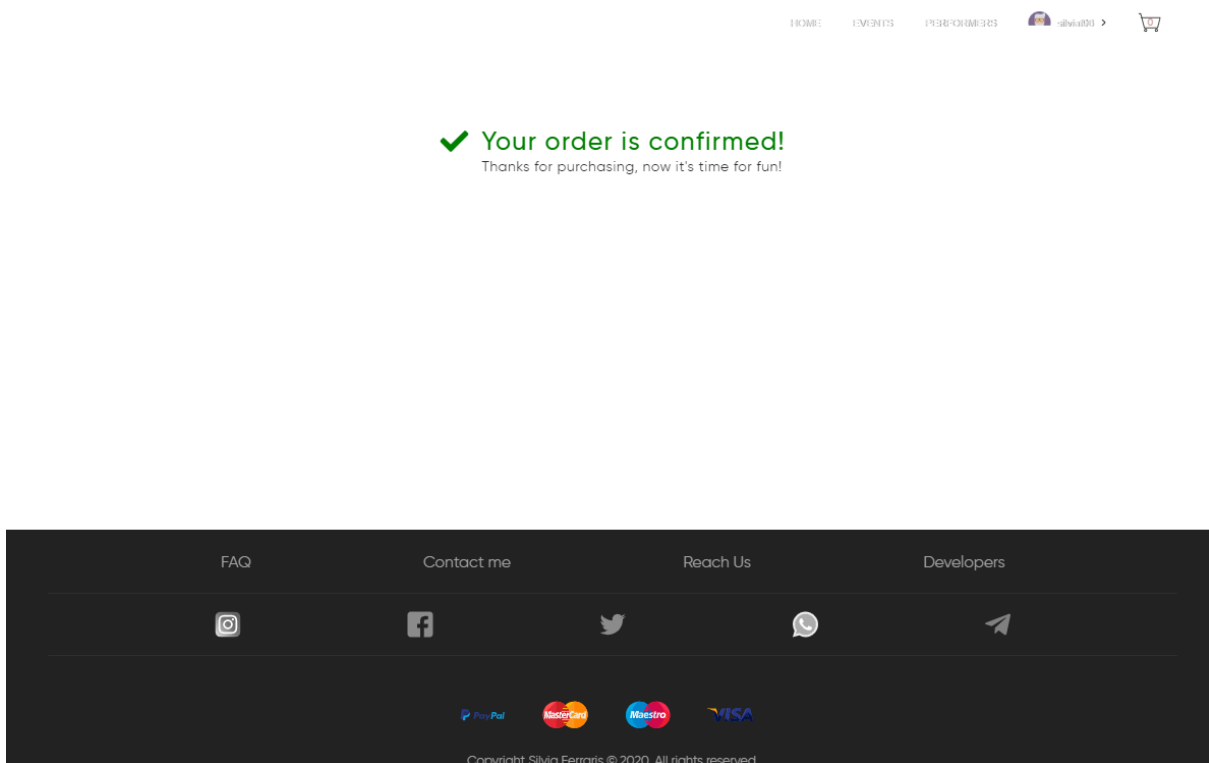 HOME EVENTS PERFORMERS 0
Your order is confirmed!
Thanks for purchasing, now it's time for fun!
FAQ Contact me Reach Us Developers
PayPal MasterCard Maestro VISA
Copyright Silvia Ferraris © 2020. All rights reserved